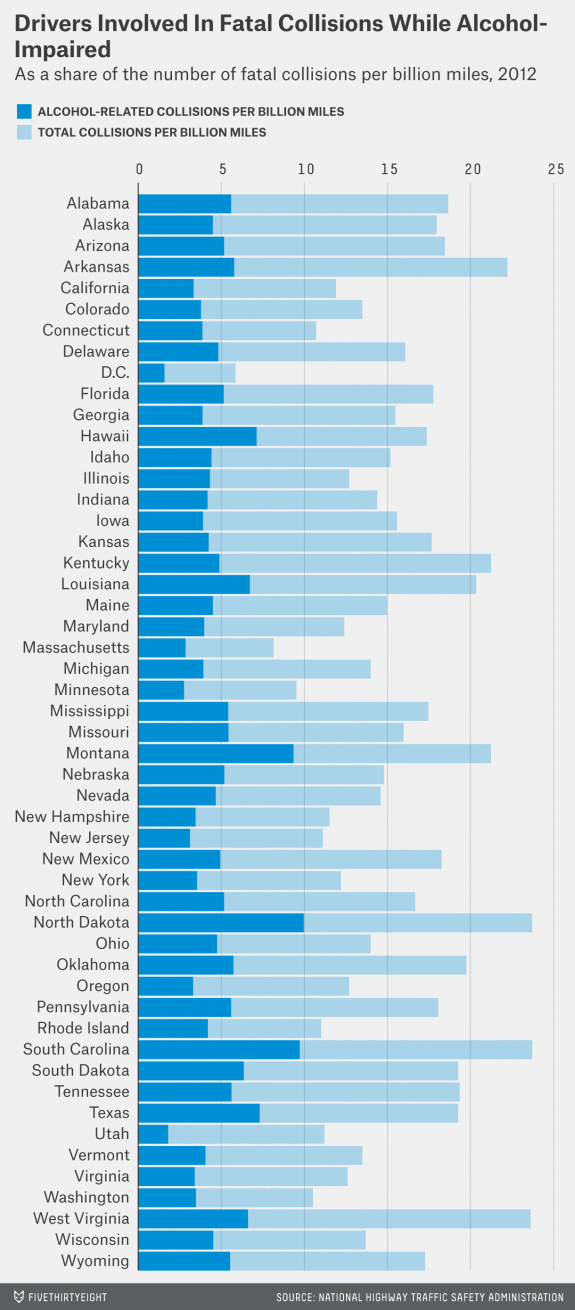 Drivers Involved In Fatal Collisions While Alcohol-
Impaired
As a share of the number of fatal collisions per billion miles, 2012
ALCOHOL-RELATED COLLISIONS PER BILLION MILES
TOTAL COLLISIONS PER BILLION MILES
0 5 10 15 20 25
Alabama
Alaska
Arizona
Arkansas
California
Colorado
Connecticut
Delaware
D.C.
Florida
Georgia
Hawaii
Idaho
Illinois
Indiana
Iowa
Kansas
Kentucky
Louisiana
Maine
Maryland
Massachusetts
Michigan
Minnesota
Mississippi
Missouri
Montana
Nebraska
Nevada
New Hampshire
New Jersey
New Mexico
New York
North Carolina
North Dakota
Ohio
Oklahoma
Oregon
Pennsylvania
Rhode Island
South Carolina
South Dakota
Tennessee
Texas
Utah
Vermont
Virginia
Washington
West Virginia
Wisconsin
Wyoming
FIVETHIRTYEIGHT SOURCE: NATIONAL HIGHWAY TRAFFIC SAFETY ADMINISTRATION